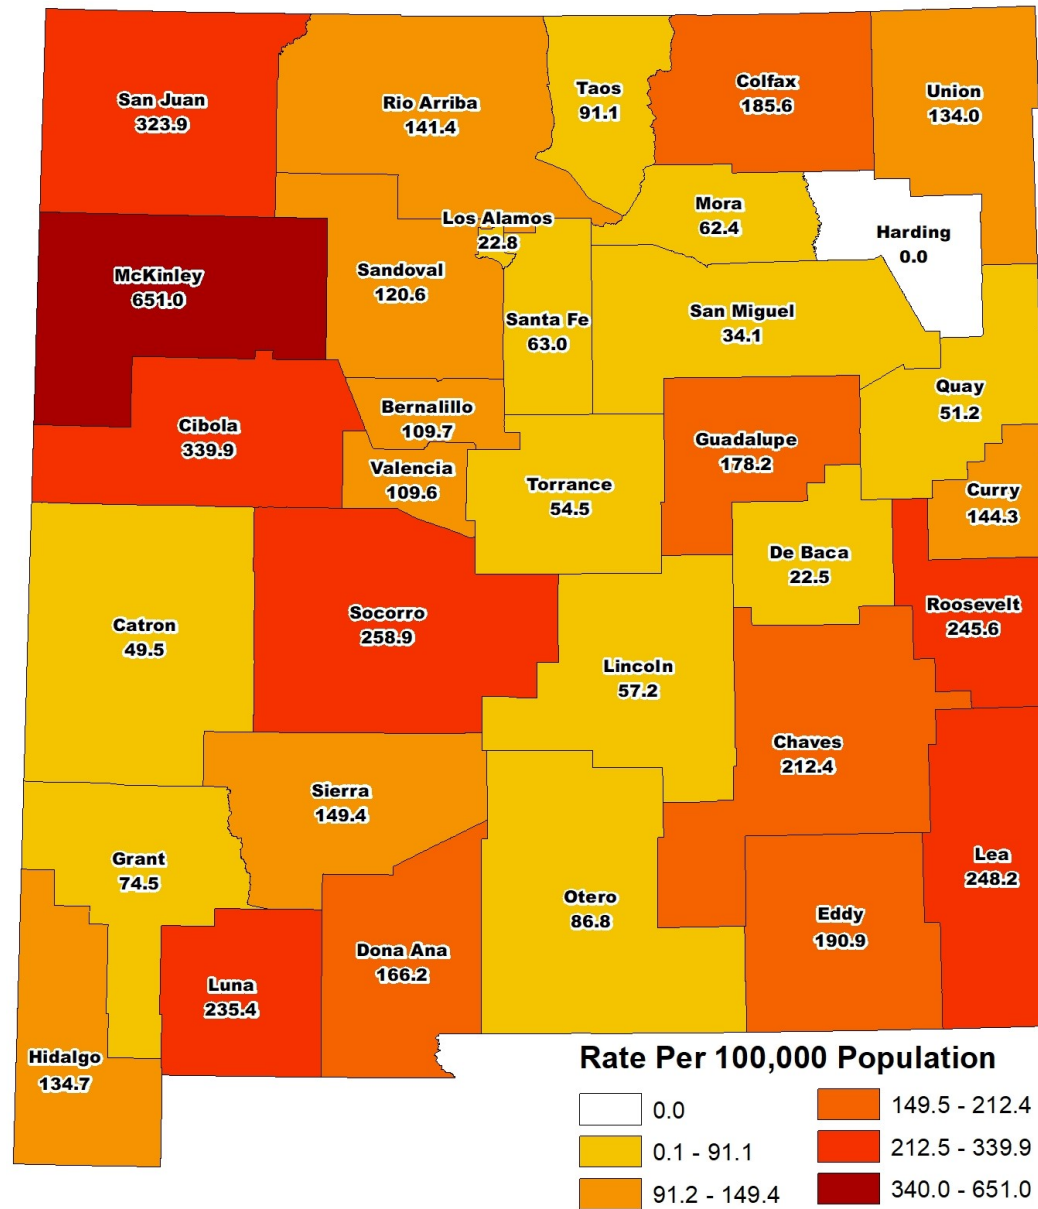 San Juan
323.9
Rio Arriba
141.4
Taos
91.1
Colfax
185.6
Union
134.0
Los Alamos
22.8
Mora
62.4
Harding
0.0
McKinley
651.0
Sandoval
120.6
Santa Fe
63.0
San Miguel
34.1
Quay
51.2
Cibola
339.9
Bernalillo
109.7
Valencia
109.6
Torrance
54.5
Guadalupe
178.2
Curry
144.3
De Baca
22.5
Roosevelt
245.6
Catron
49.5
Socorro
258.9
Lincoln
57.2
Chaves
212.4
Sierra
149.4
Grant
74.5
Otero
86.8
Lea
248.2
Eddy
190.9
Dona Ana
166.2
Luna
235.4
Hidalgo
134.7
Rate Per 100,000 Population
0.0
0.1 - 91.1
91.2 - 149.4
149.5 - 212.4
212.5 - 339.9
340.0 - 651.0